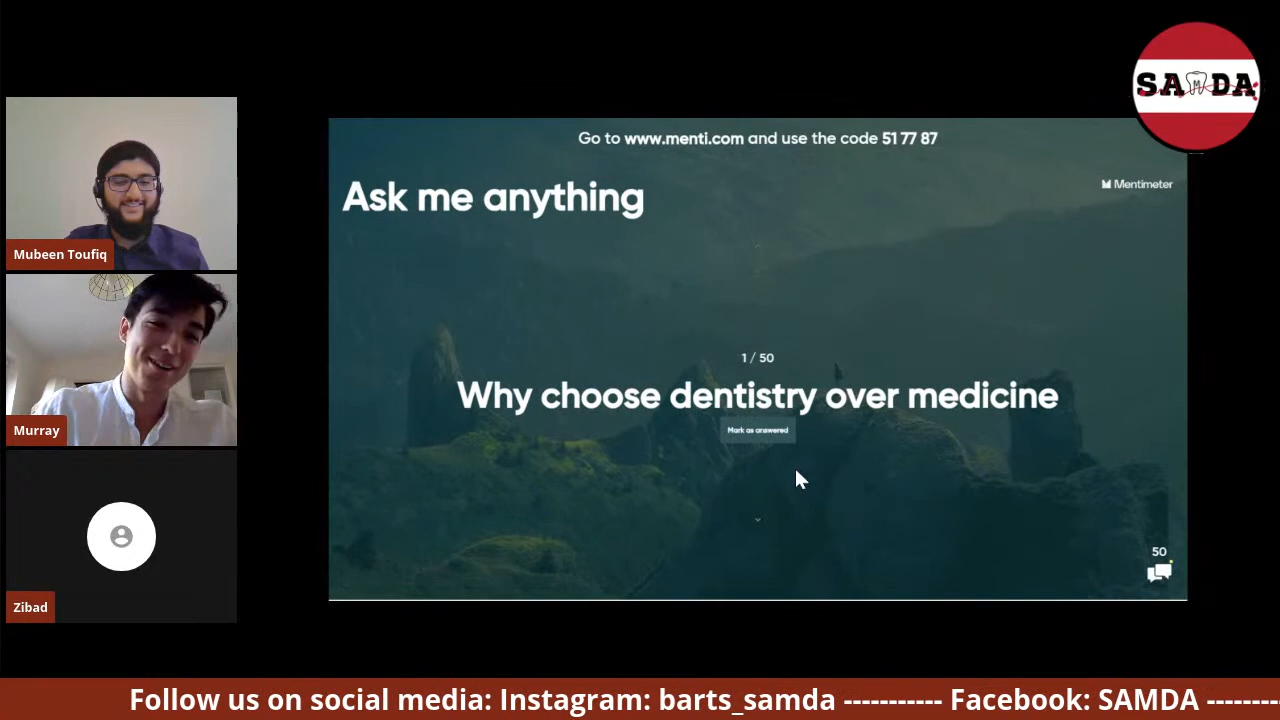 SAMDA
Go to www.menti.com and use the code 51 77 87
Ask me anything
Mentimeter
Mubeen Toufiq
1 / 50
Why choose dentistry over medicine
Mark as answered
Murray
50
Zibad
Follow us on social media: Instagram: barts_samda ----------- Facebook: SAMDA --------